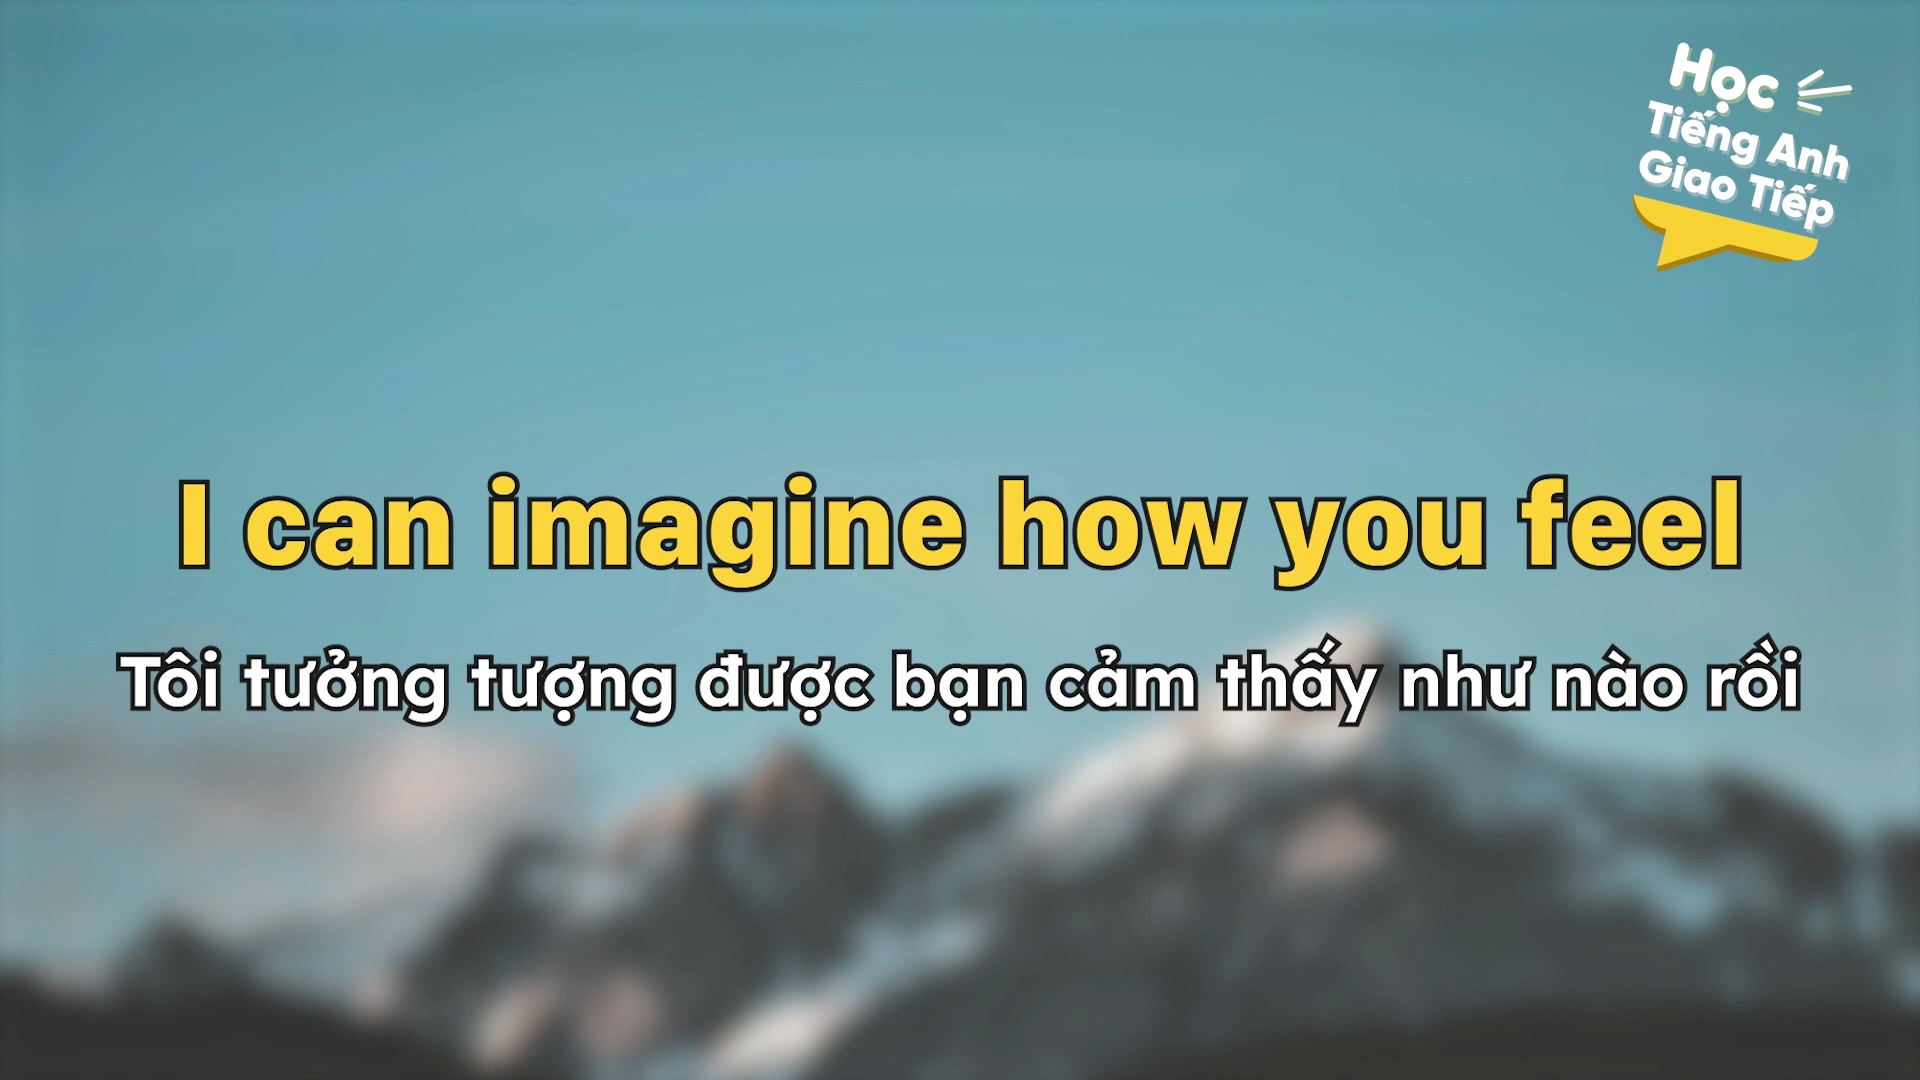 Học
Tiếng Anh
Giao Tiếp
I can imagine how you feel
Tôi tưởng tượng được bạn cảm thấy như nào rồi